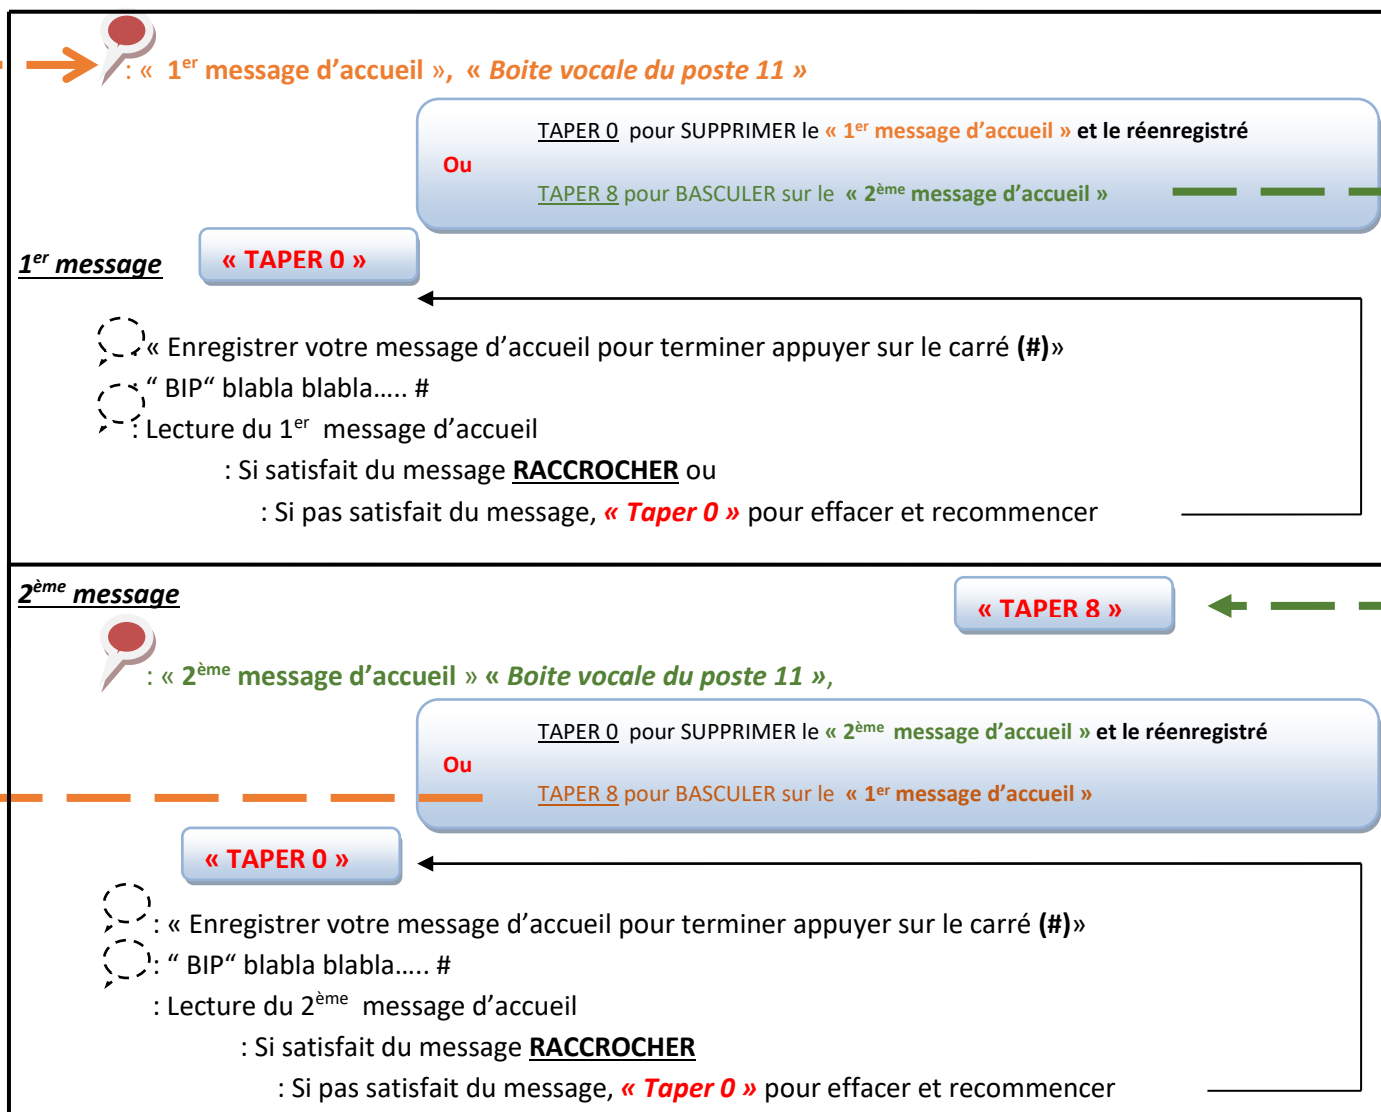 : « 1er message d’accueil », « Boite vocale du poste 11 »
TAPER 0 pour SUPPRIMER le « 1er message d’accueil » et le réenregistré
Ou
TAPER 8 pour BASCULER sur le « 2ème message d’accueil »
1er message
« TAPER 0 »
« Enregistrer votre message d’accueil pour terminer appuyer sur le carré (#)»
: “ BIP“ blabla blabla….. #
: Lecture du 1er message d’accueil
: Si satisfait du message RACCROCHER ou
: Si pas satisfait du message, « Taper 0 » pour effacer et recommencer
2ème message
« TAPER 8 »
: « 2ème message d’accueil » « Boite vocale du poste 11 »,
TAPER 0 pour SUPPRIMER le « 2ème message d’accueil » et le réenregistré
Ou
TAPER 8 pour BASCULER sur le « 1er message d’accueil »
« TAPER 0 »
: « Enregistrer votre message d’accueil pour terminer appuyer sur le carré (#)»
: “ BIP“ blabla blabla….. #
: Lecture du 2ème message d’accueil
: Si satisfait du message RACCROCHER
: Si pas satisfait du message, « Taper 0 » pour effacer et recommencer